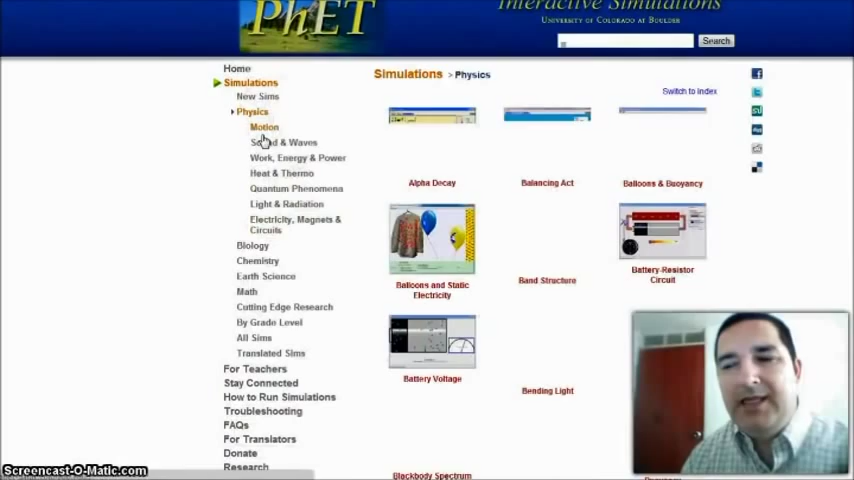 PhET
Interactive Simulations
UNIVERSITY OF COLORADO AT BOULDER
Search
Home
Simulations
New Sims
Physics
Motion
Sound & Waves
Work, Energy & Power
Heat & Thermo
Quantum Phenomena
Light & Radiation
Electricity, Magnets &
Circuits
Biology
Chemistry
Earth Science
Math
Cutting Edge Research
By Grade Level
All Sims
Translated Sims
For Teachers
Stay Connected
How to Run Simulations
Troubleshooting
FAQs
For Translators
Donate
Research
Simulations > Physics
Switch to Index
Alpha Decay
Balancing Act
Balloons & Buoyancy
Balloons and Static
Electricity
Band Structure
Battery-Resistor
Circuit
Battery Voltage
Bending Light
Blackbody Spectrum
Screencast-O-Matic.com